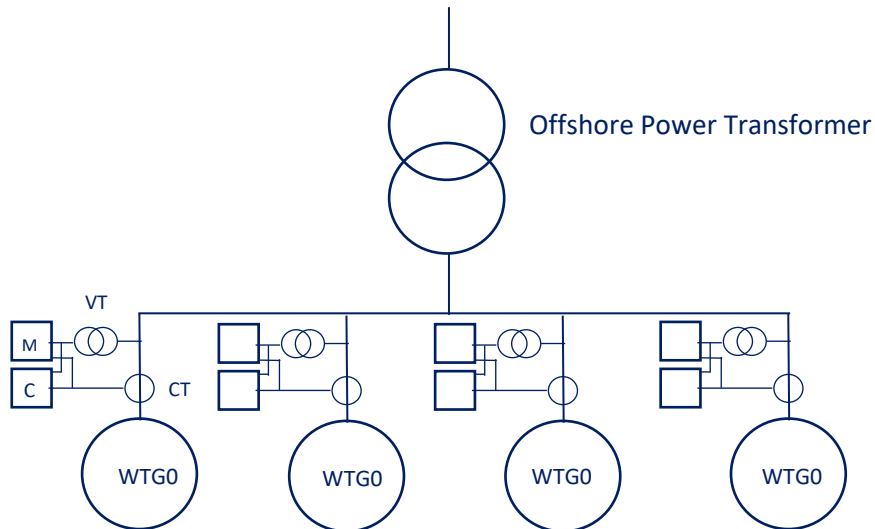 Offshore Power Transformer
VT
M
C
CT
WTG0
WTG0
WTG0
WTG0